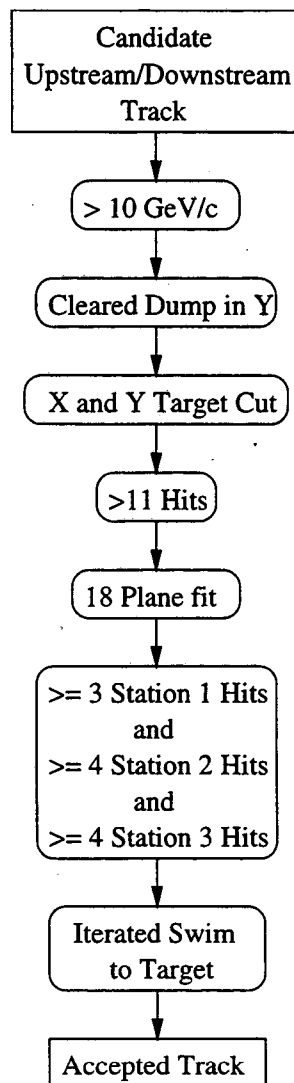 Candidate
Upstream/Downstream
Track
> 10 GeV/c
Cleared Dump in Y
X and Y Target Cut
>11 Hits
18 Plane fit
>= 3 Station 1 Hits
and
>= 4 Station 2 Hits
and
>= 4 Station 3 Hits
Iterated Swim
to Target
Accepted Track